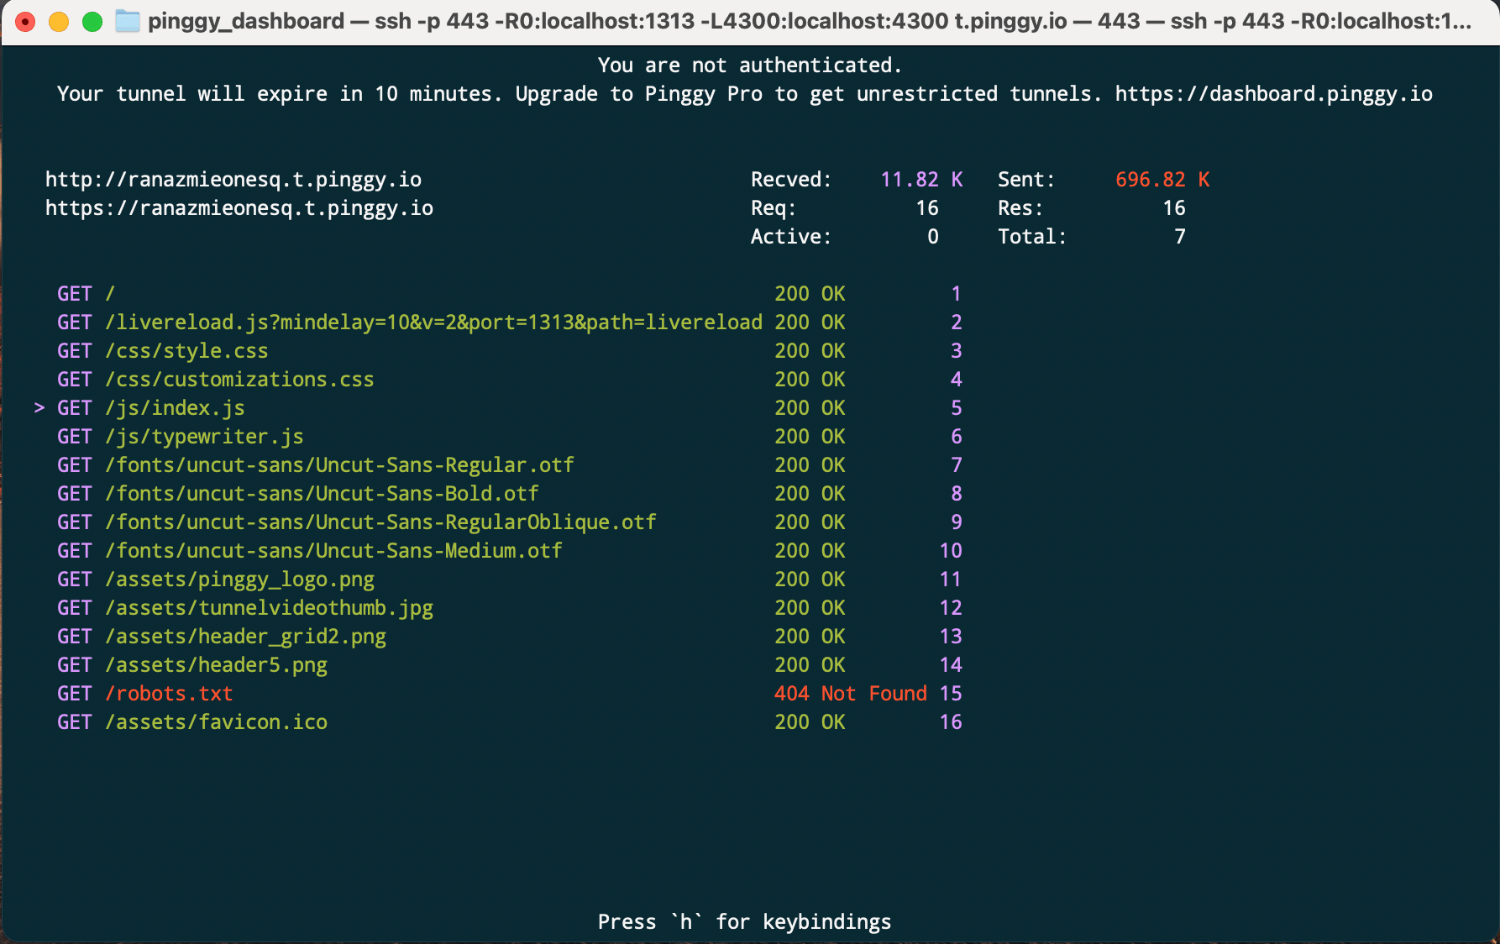 pinggy_dashboard — ssh -p 443 -R0:localhost:1313 -L4300:localhost:4300 t.pinggy.io — 443 — ssh -p 443 -R0:localhost:1...
You are not authenticated.
Your tunnel will expire in 10 minutes. Upgrade to Pinggy Pro to get unrestricted tunnels. https://dashboard.pinggy.io
http://ranazmieonesq.t.pinggy.io Recved: 11.82 K Sent: 696.82 K
https://ranazmieonesq.t.pinggy.io Req: 16 Res: 16
Active: 0 Total: 7
GET / 200 OK 1
GET /livereload.js?mindelay=10&v=2&port=1313&path=livereload 200 OK 2
GET /css/style.css 200 OK 3
GET /css/customizations.css 200 OK 4
> GET /js/index.js 200 OK 5
GET /js/typewriter.js 200 OK 6
GET /fonts/uncut-sans/Uncut-Sans-Regular.otf 200 OK 7
GET /fonts/uncut-sans/Uncut-Sans-Bold.otf 200 OK 8
GET /fonts/uncut-sans/Uncut-Sans-RegularOblique.otf 200 OK 9
GET /fonts/uncut-sans/Uncut-Sans-Medium.otf 200 OK 10
GET /assets/pinggy_logo.png 200 OK 11
GET /assets/tunnelvideothumb.jpg 200 OK 12
GET /assets/header_grid2.png 200 OK 13
GET /assets/header5.png 200 OK 14
GET /robots.txt 404 Not Found 15
GET /assets/favicon.ico 200 OK 16
Press `h` for keybindings